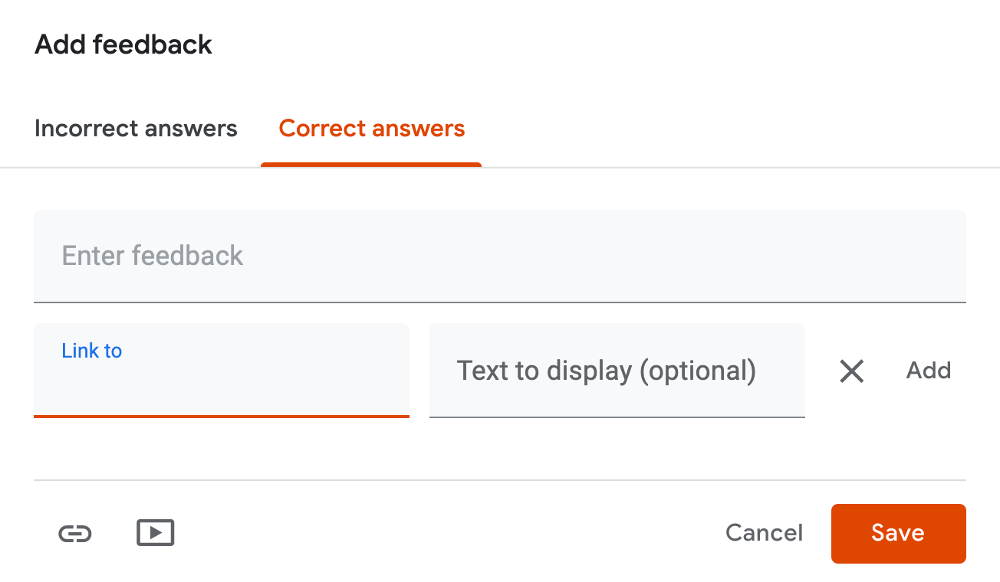 Add feedback
Incorrect answers Correct answers
Enter feedback
Link to
Text to display (optional) Add
Cancel Save